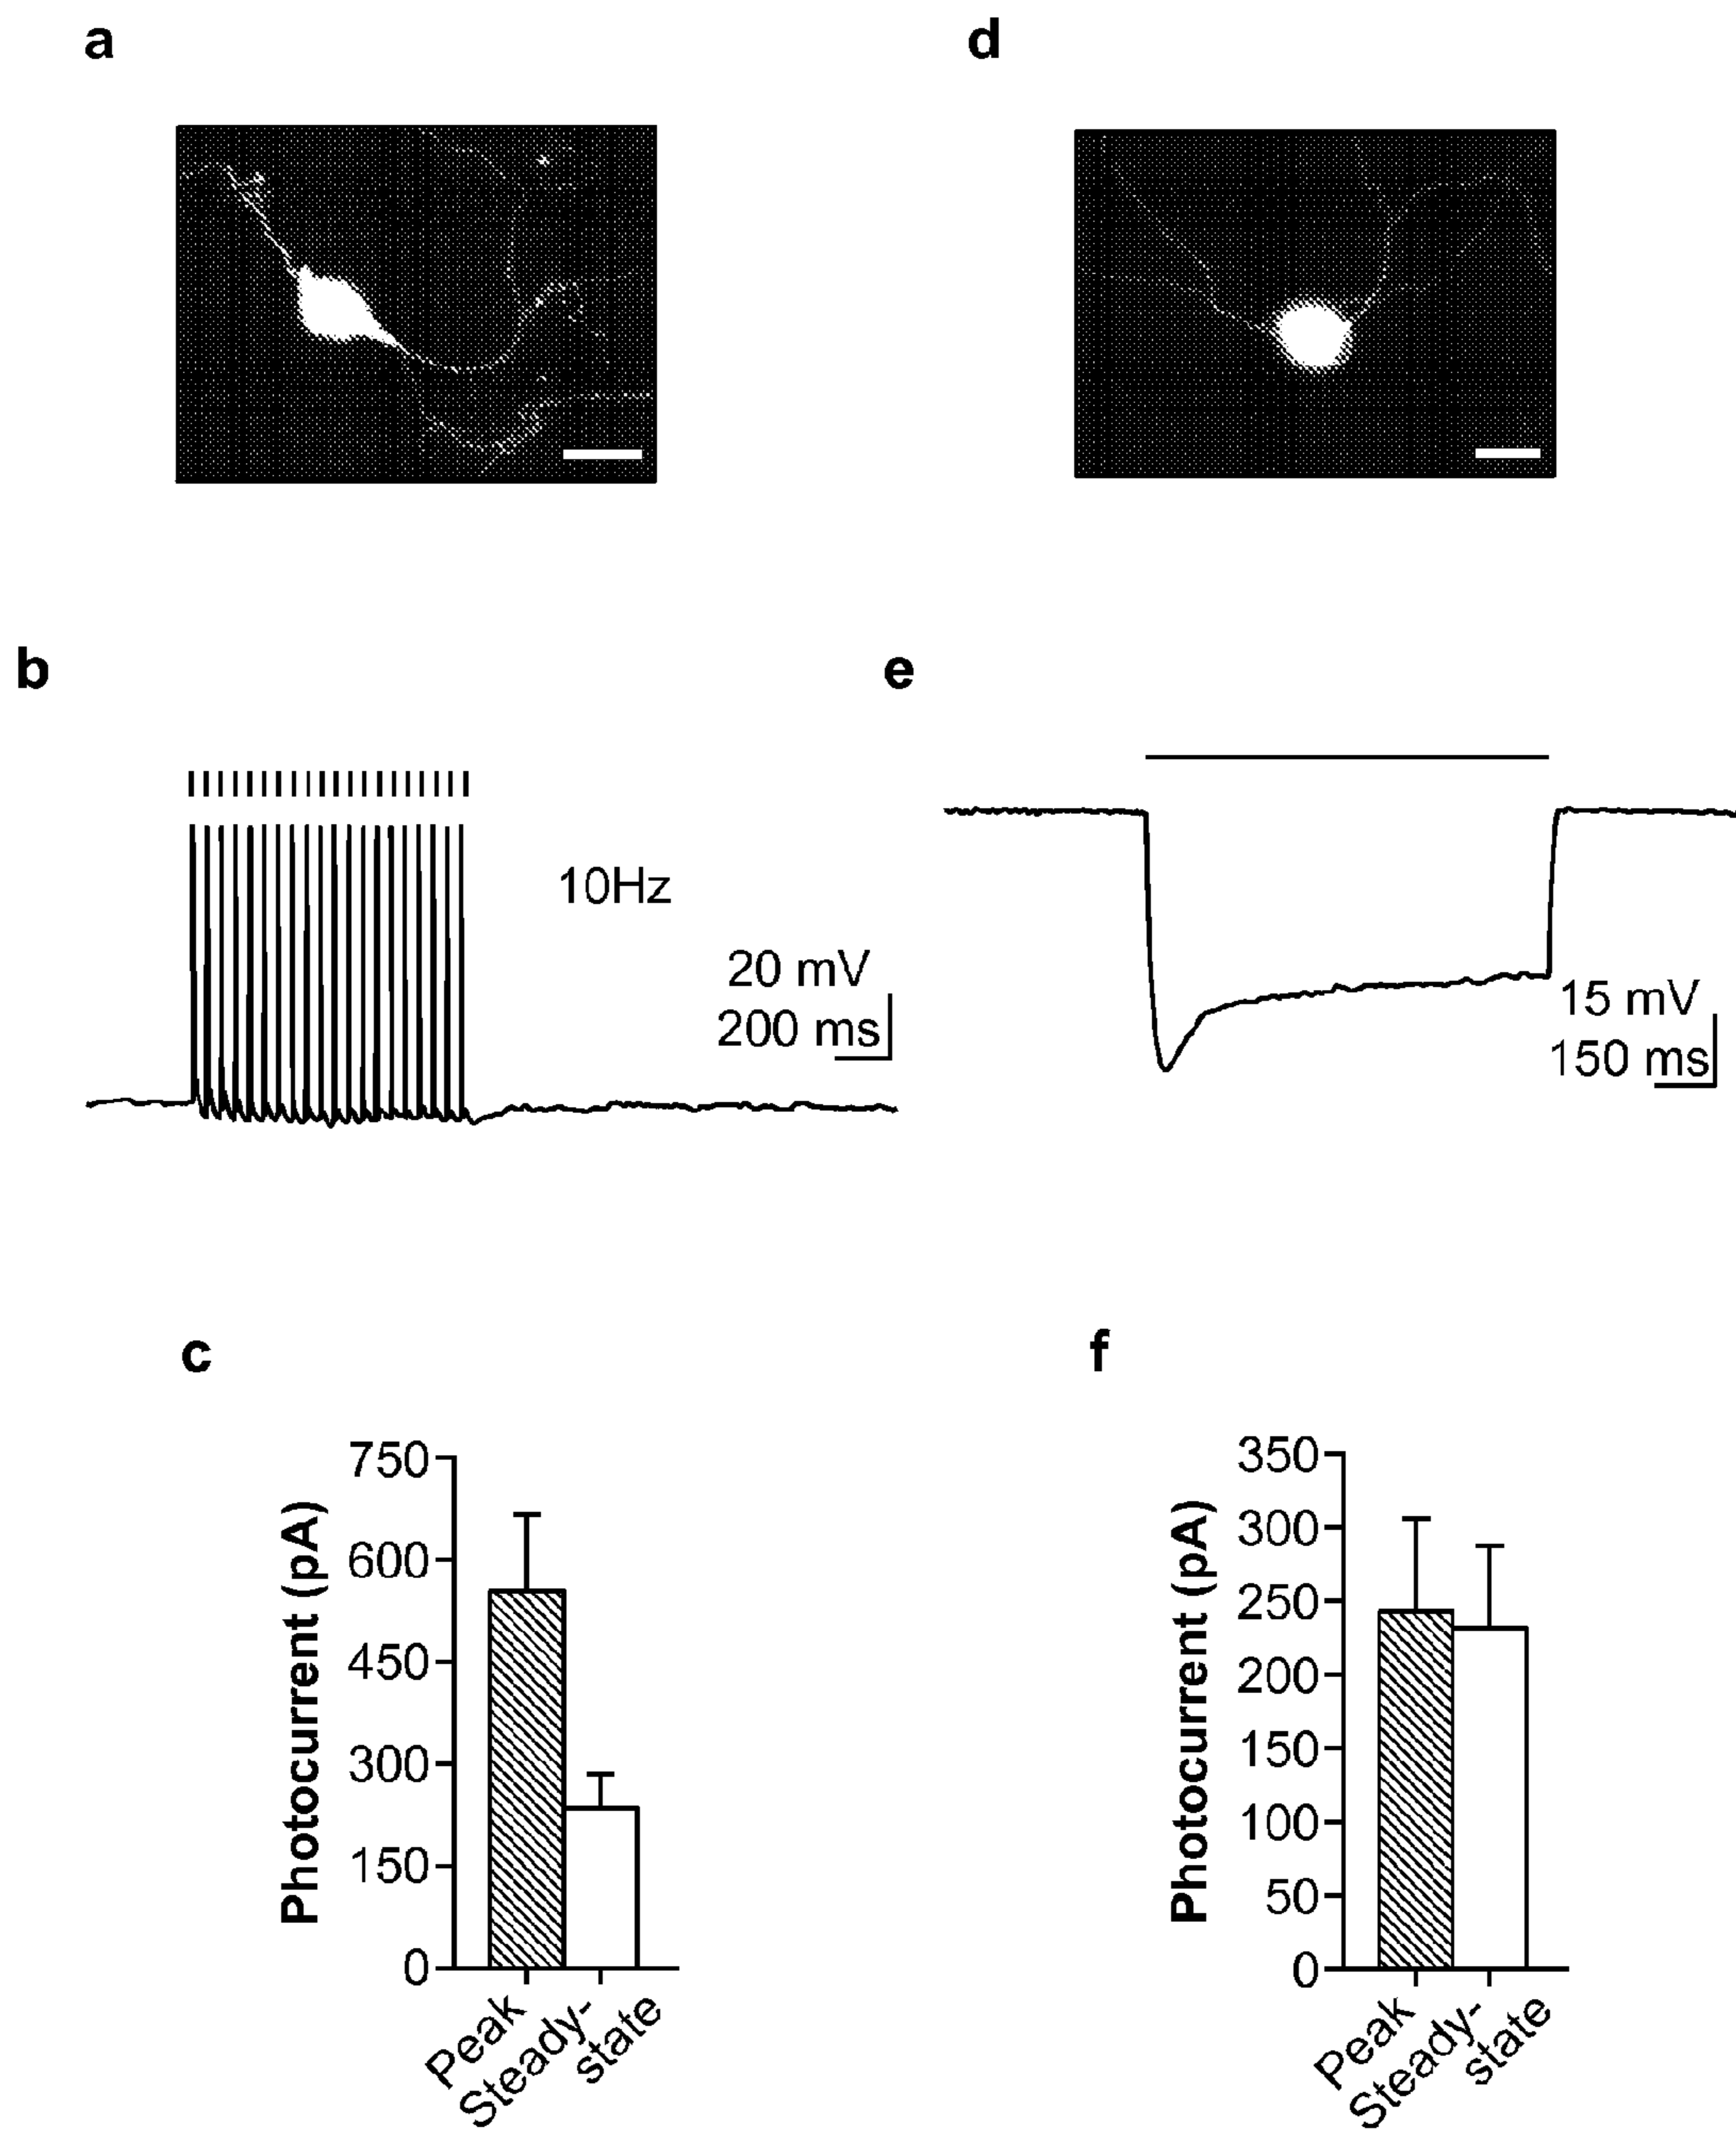 a
d
b
e
10Hz
20 mV
200 ms
15 mV
150 ms
c
f
Photocurrent (pA)
750
600
450
300
150
0
Peak
Steady-
state
Photocurrent (pA)
350
300
250
200
150
100
50
0
Peak
Steady-
state